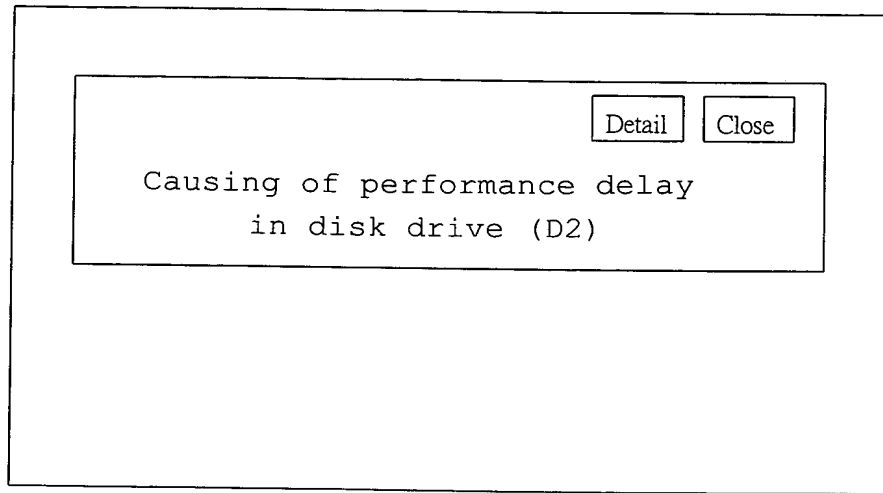 Detail Close
Causing of performance delay
in disk drive (D2)